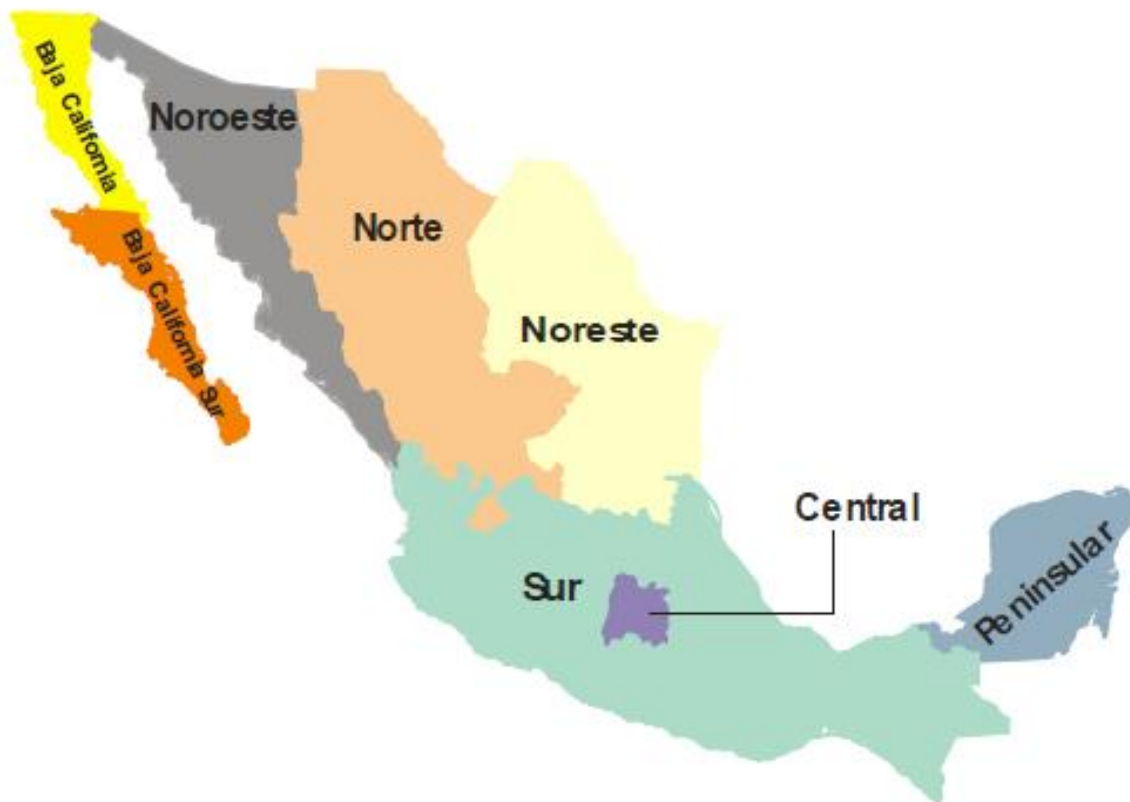 Baja California
Noroeste
Baja California Sur
Norte
Noreste
Central
Sur
Peninsular